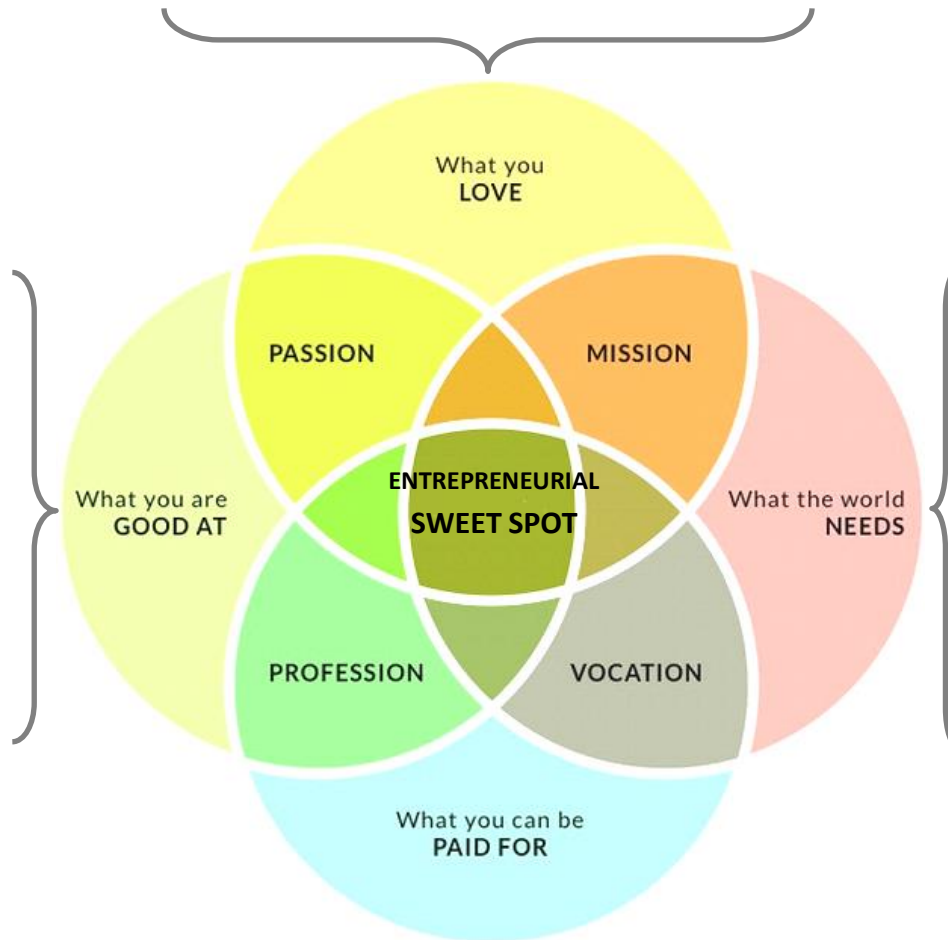 What you
LOVE
PASSION
MISSION
ENTREPRENEURIAL
SWEET SPOT
What you are
GOOD AT
What the world
NEEDS
PROFESSION
VOCATION
What you can be
PAID FOR